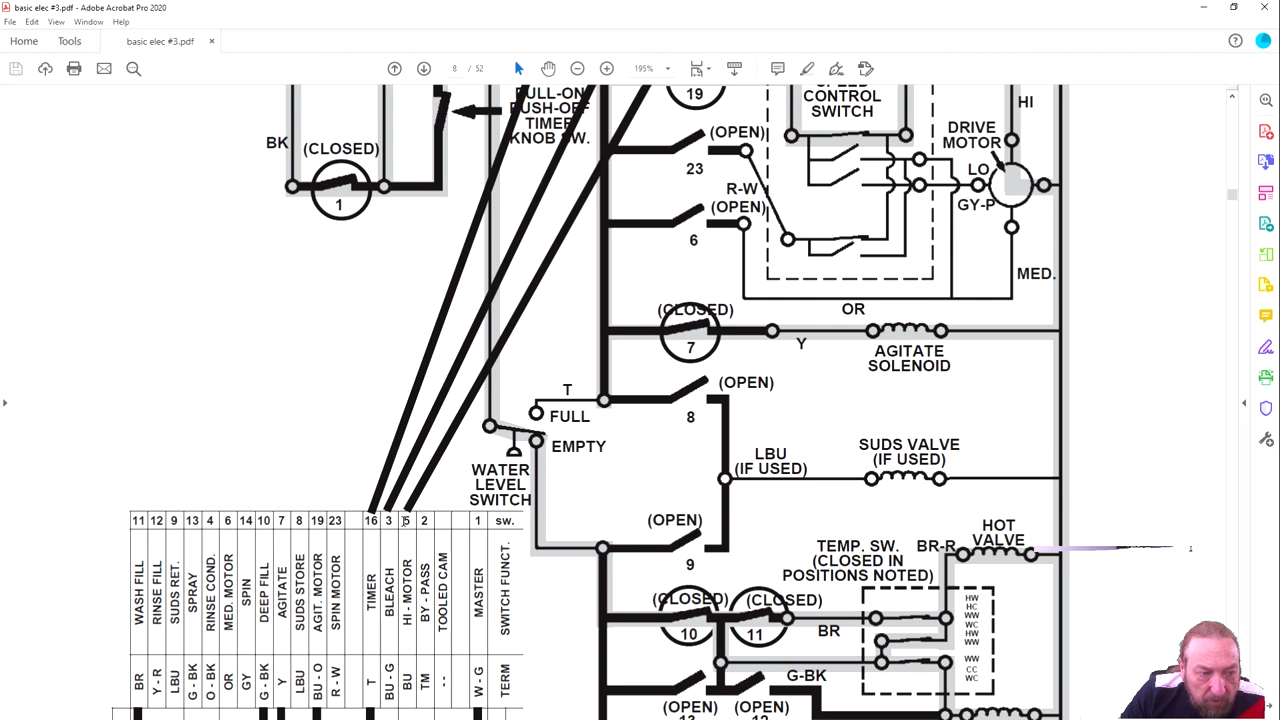 basic elec #3.pdf - Adobe Acrobat Pro 2020
File Edit View Window Help
Home Tools basic elec #3.pdf ×
8 / 52 195%
PULL-ON
PUSH-OFF
TIMER
KNOB SW.
BK
(CLOSED)
1
19
(OPEN)
23
R-W
(OPEN)
6
SPEED
CONTROL
SWITCH
HI
DRIVE
MOTOR
LO
GY-P
MED.
OR
(CLOSED)
7
Y
AGITATE
SOLENOID
(OPEN)
8
T
FULL
EMPTY
WATER
LEVEL
SWITCH
LBU
(IF USED)
SUDS VALVE
(IF USED)
(OPEN)
9
HOT
VALVE
TEMP. SW.
(CLOSED IN
POSITIONS NOTED)
BR-R
(CLOSED)
10
(CLOSED)
11
BR
HW
HC
WW
WC
HW
WW
WW
CC
WC
G-BK
(OPEN)
13
(OPEN)
12
11 12 9 13 4 6 14 10 7 8 19 23 16 3 5 2 1 sw.
WASH FILL
RINSE FILL
SUDS RET.
SPRAY
RINSE COND.
MED. MOTOR
SPIN
DEEP FILL
AGITATE
SUDS STORE
AGIT. MOTOR
SPIN MOTOR
TIMER
BLEACH
HI - MOTOR
BY - PASS
TOOLED CAM
MASTER
SWITCH FUNCT.
BR
Y - R
LBU
G - BK
O - BK
OR
GY
G - BK
Y
LBU
BU - O
R - W
T
BU - G
BU
TM
- -
W - G
TERM